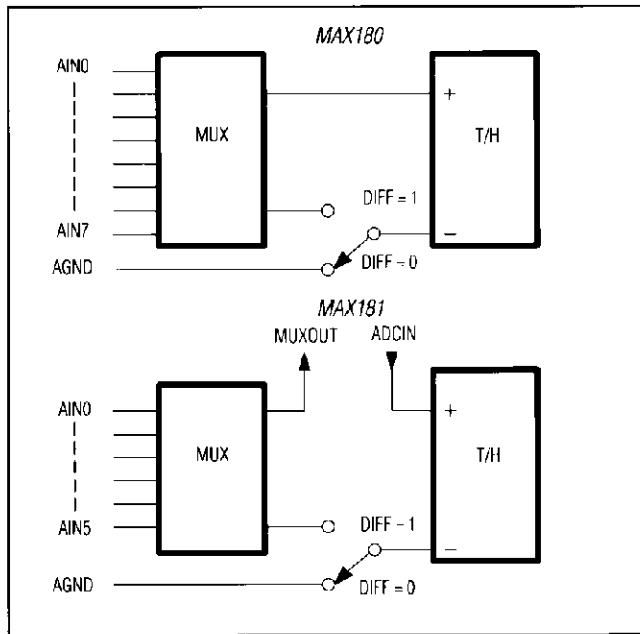 MAX180
AIN0
MUX
T/H
+
DIFF = 1
AIN7
−
DIFF = 0
AGND
MAX181
MUXOUT
ADCIN
AIN0
+
MUX
T/H
AIN5
DIFF – 1
−
AGND
DIFF = 0